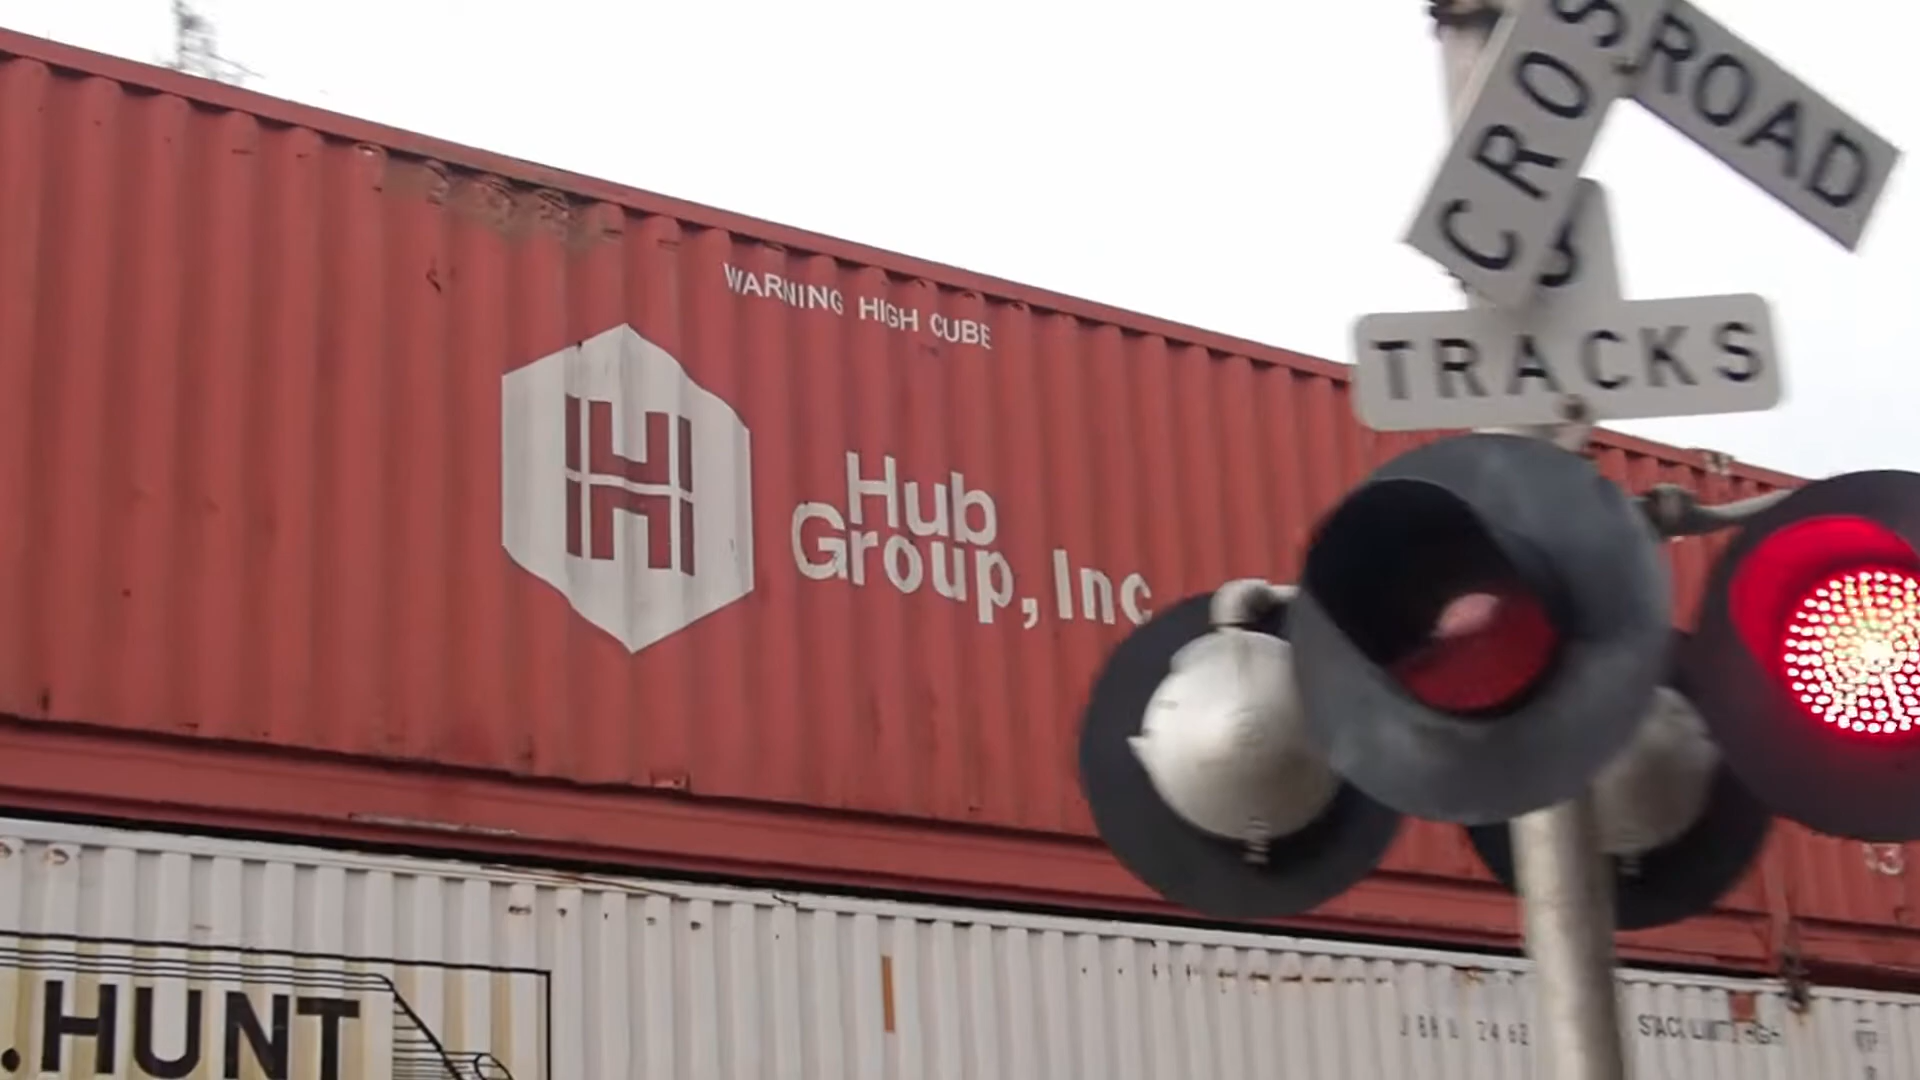 CROS
ROAD
TRACKS
WARNING HIGH CUBE
Hub
Group, Inc
.HUNT